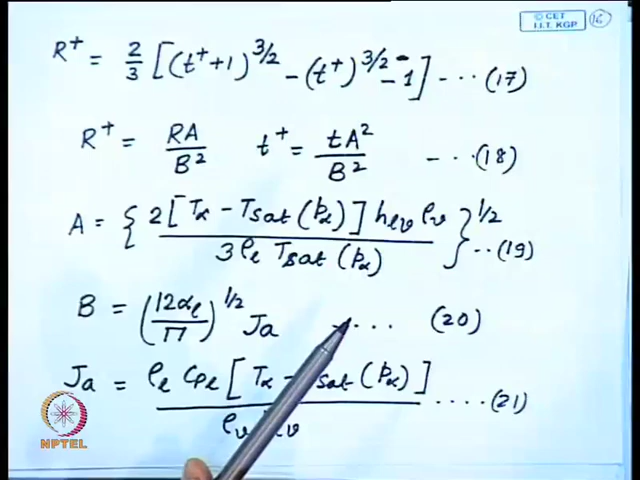 © CET
I.I.T. KGP
R⁺ = 2/3 [(t⁺+1)^3/2 - (t⁺)^3/2 - 1] --- (17)
R⁺ = RA/B² t⁺ = tA²/B² - -- (18)
A = { 2[T∝ - Tsat(p∝)] hℓv ρv / 3ρℓ Tsat(p∝) }^1/2 -- (19)
B = (12αℓ/Π)^1/2 Ja - ... (20)
Ja = ρℓ Cpℓ [T∝ - Tsat(p∝)] / ρv .... (21)
NPTEL